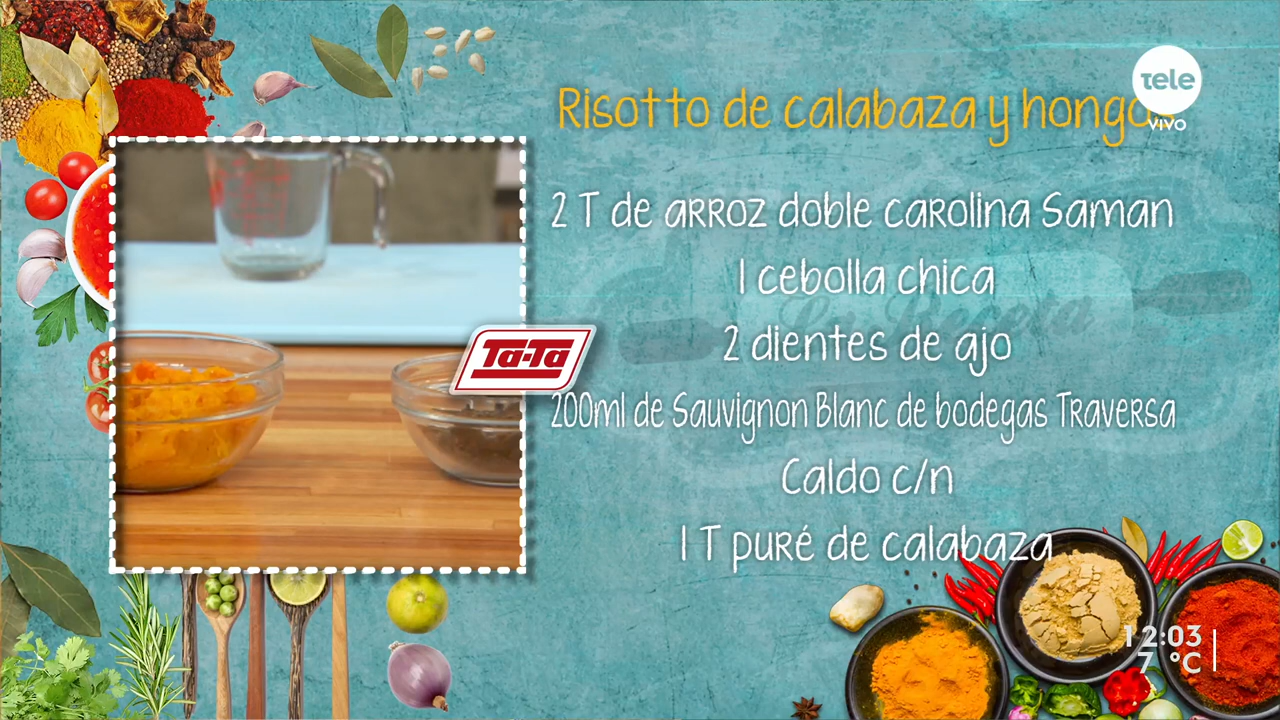 tele
VIVO
Risotto de calabaza y hongos
2 T de arroz doble carolina Saman
1 cebolla chica
2 dientes de ajo
Ta-Ta
200ml de Sauvignon Blanc de bodegas Traversa
Caldo c/n
1 T puré de calabaza
12:03
7 °C